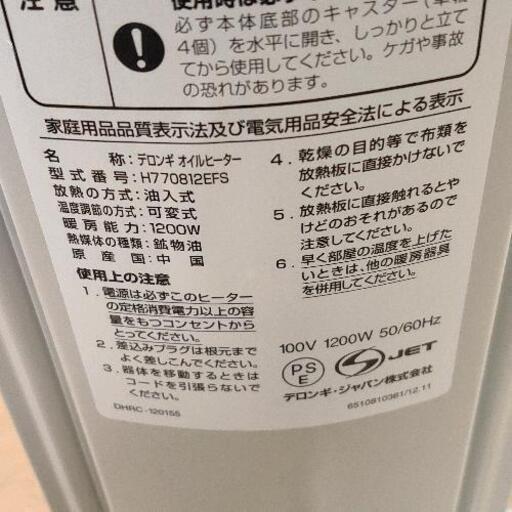 注意
必ず本体底部のキャスター(車輪
4個)を水平に開き、しっかりと立て
てから使用してください。ケガや事故
の恐れがあります。
家庭用品品質表示法及び電気用品安全法による表示
名称:デロンギ オイルヒーター
型式番号:H770812EFS
放熱の方式:油入式
温度調節の方式:可変式
暖房能力:1200W
熱媒体の種類:鉱物油
原産国:中国
使用上の注意
1. 電源は必ずこのヒーター
の定格消費電力以上の容
量をもつコンセントから
とってください。
2. 差込みプラグは根元まで
よく差しこんでください。
3. 器体を移動するときは
コードを引張らないで
ください。
DHRC-120155
4. 乾燥の目的等で布類を
放熱板に直接かけないで
ください。
5. 放熱板に直接触れるとや
けどのおそれがあるので
注意してください。
6. 早く部屋の温度を上げた
いときは、他の暖房器具
を併用してください。
100V 1200W 50/60Hz
PS
E
JET
デロンギ・ジャパン株式会社
6510810381/12.11